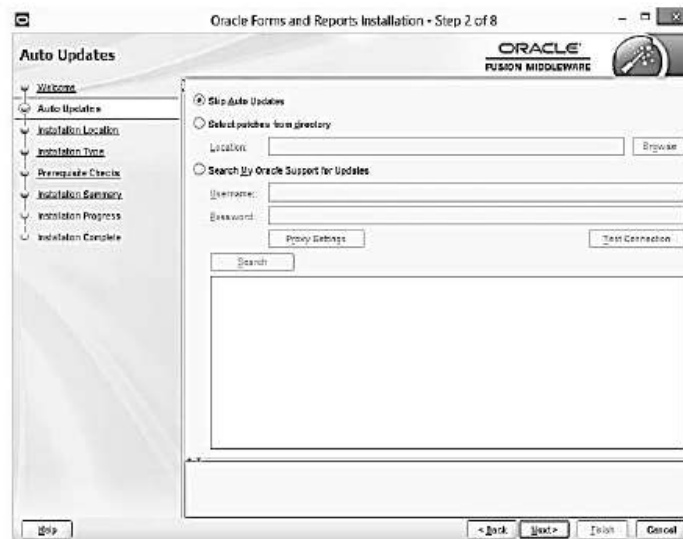 Oracle Forms and Reports Installation - Step 2 of 8
Auto Updates
ORACLE
FUSION MIDDLEWARE
Welcome
Auto Updates
Installation Location
Installation Type
Prerequisite Checks
Installation Summary
Installation Progress
Installation Complete
Skip Auto Updates
Select patches from directory
Location:
Browse
Search My Oracle Support for Updates
Username:
Password:
Proxy Settings
Test Connection
Search
Help
< Back
Next >
Finish
Cancel